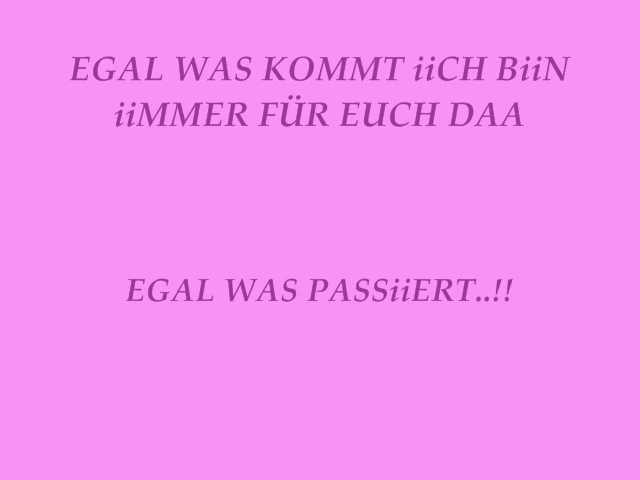 EGAL WAS KOMMT iiCH BiiN
iiMMER FÜR EUCH DAA
EGAL WAS PASSiiERT..!!